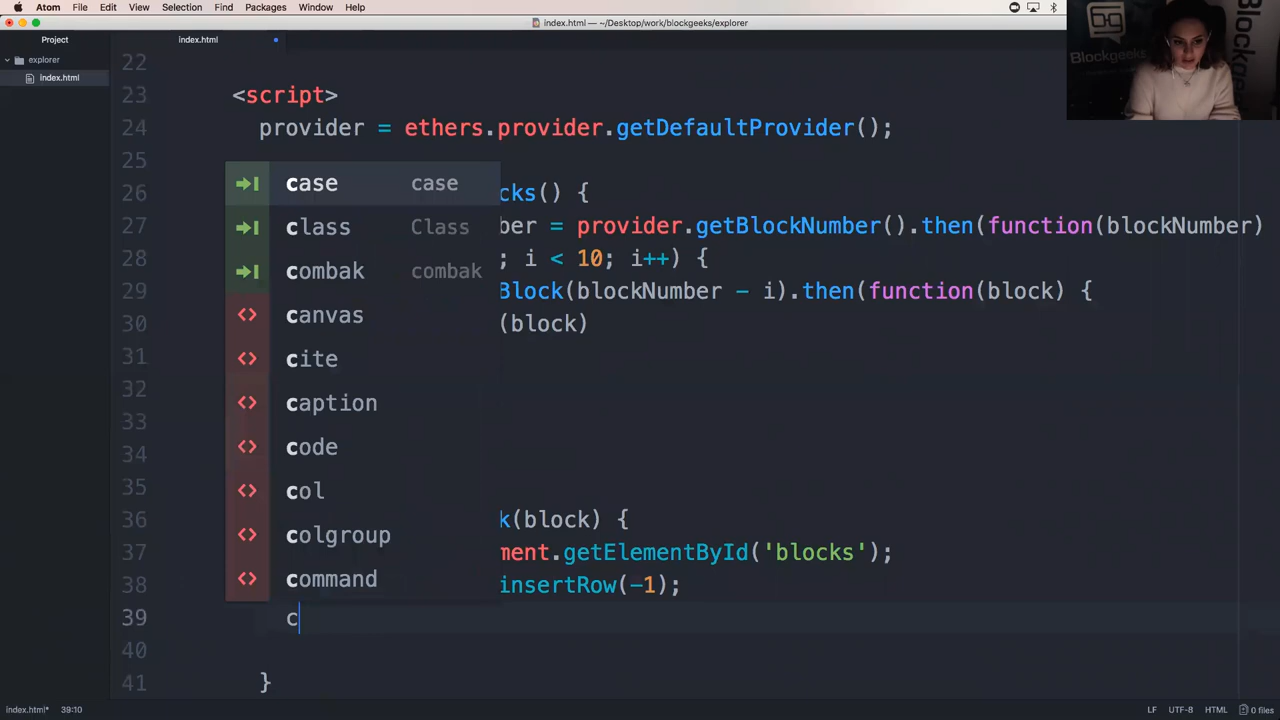 Atom File Edit View Selection Find Packages Window Help
index.html — ~/Desktop/work/blockgeeks/explorer
Project
index.html
explorer
index.html
22
23 <script>
24 provider = ethers.provider.getDefaultProvider();
25
26 cks() {
27 ber = provider.getBlockNumber().then(function(blockNumber)
28 ; i < 10; i++) {
29 Block(blockNumber - i).then(function(block) {
30 (block)
31
32
33
34
35
36 k(block) {
37 ment.getElementById('blocks');
38 insertRow(-1);
39 c
40
41 }
case case
class Class
combak combak
canvas
cite
caption
code
col
colgroup
command
Blockgeeks
Blockge
index.html* 39:10 LF UTF-8 HTML 0 files